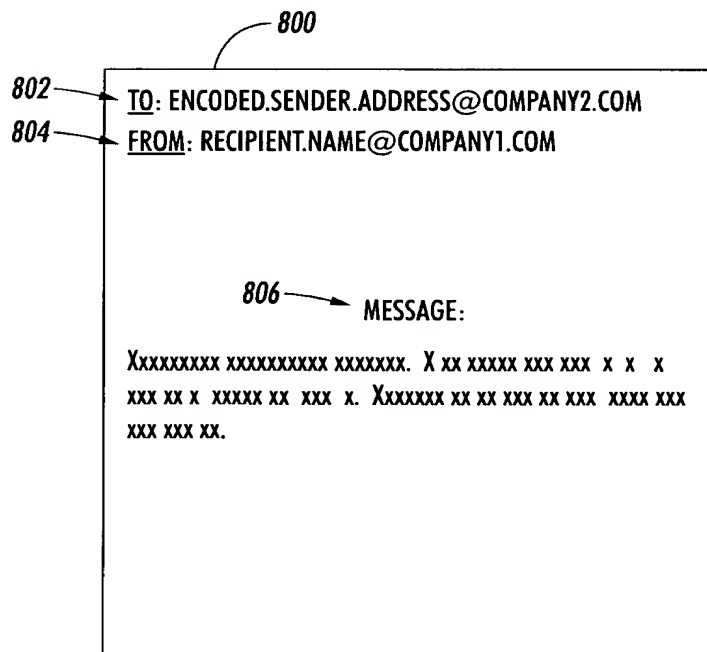 800
802 TO: ENCODED.SENDER.ADDRESS@COMPANY2.COM
804 FROM: RECIPIENT.NAME@COMPANY1.COM
806 MESSAGE:
Xxxxxxxxx xxxxxxxxxx xxxxxxx. X xx xxxxx xxx xxx x x x
xxx xx x xxxxx xx xxx x. Xxxxxxx xx xx xxx xx xxx xxxx xxx
xxx xxx xx.